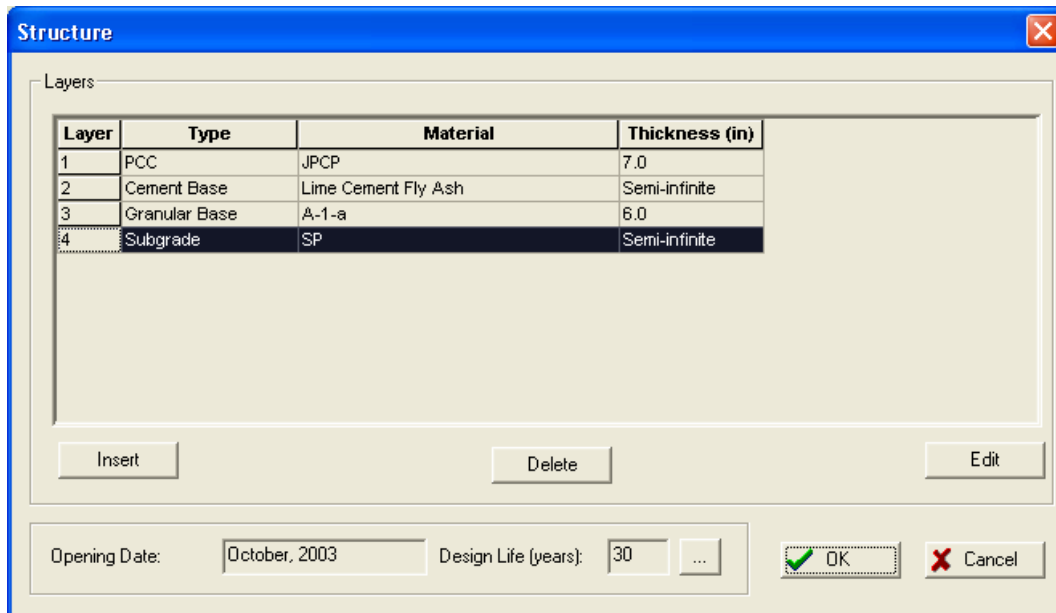 Structure
Layers
Layer Type Material Thickness (in)
1 PCC JPCP 7.0
2 Cement Base Lime Cement Fly Ash Semi-infinite
3 Granular Base A-1-a 6.0
4 Subgrade SP Semi-infinite
Insert Delete Edit
Opening Date: October, 2003 Design Life (years): 30 ... OK Cancel